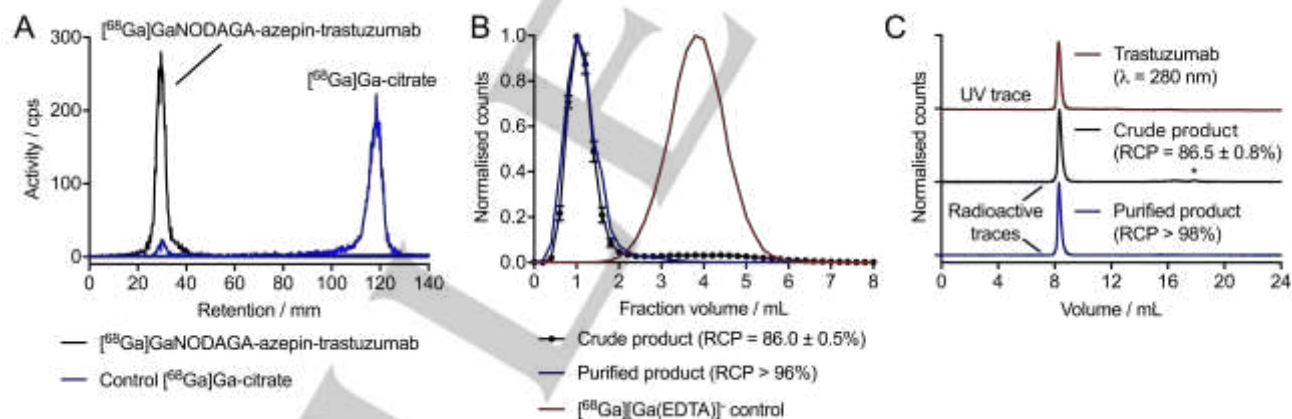 A
[⁶⁸Ga]GaNODAGA-azepin-trastuzumab
[⁶⁸Ga]Ga-citrate
Activity / cps
300
200
100
0
0 20 40 60 80 100 120 140
Retention / mm
[⁶⁸Ga]GaNODAGA-azepin-trastuzumab
Control [⁶⁸Ga]Ga-citrate
B
Normalised counts
1.0
0.8
0.6
0.4
0.2
0.0
0 1 2 3 4 5 6 7 8
Fraction volume / mL
Crude product (RCP = 86.0 ± 0.5%)
Purified product (RCP > 96%)
[⁶⁸Ga][Ga(EDTA)]⁻ control
C
Normalised counts
UV trace
Trastuzumab
(λ = 280 nm)
Crude product
(RCP = 86.5 ± 0.8%)
*
Radioactive
traces
Purified product
(RCP > 98%)
0 4 8 12 16 20 24
Volume / mL